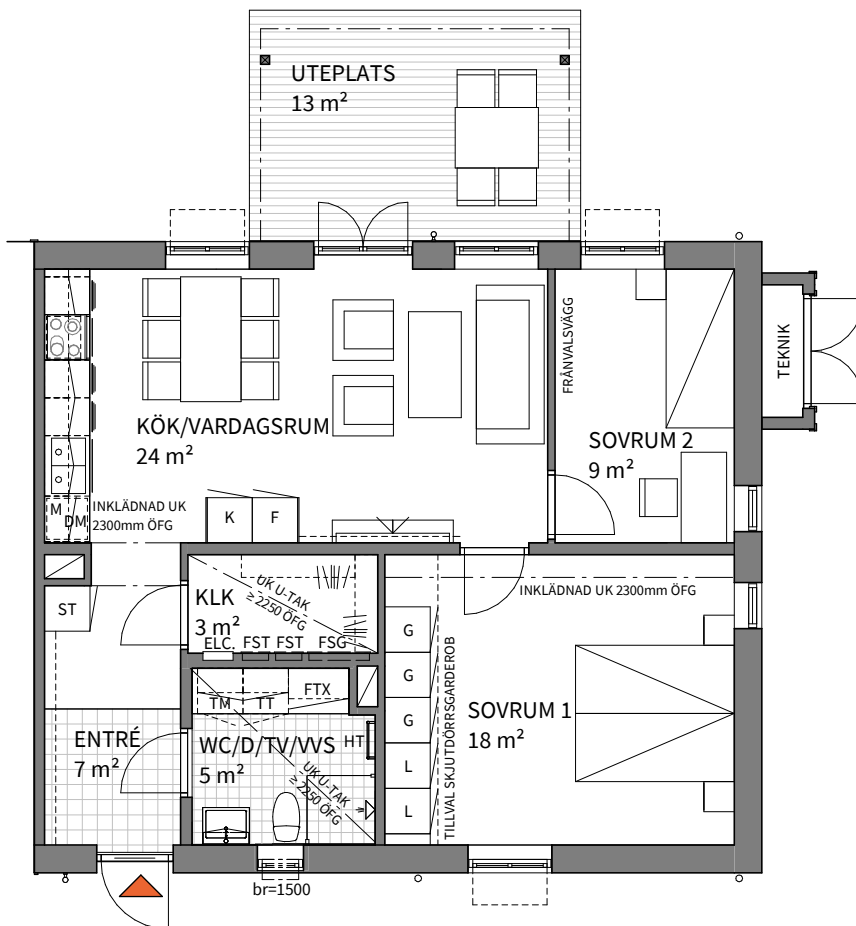 UTEPLATS
13 m²
TEKNIK
FRÅNVALSVÄGG
KÖK/VARDAGSRUM
24 m²
SOVRUM 2
9 m²
M
DM
INKLÄDNAD UK
2300mm ÖFG
K
F
ST
KLK
3 m²
UK U-TAK
≥ 2250 ÖFG
ELC.
FST
FST
FSG
INKLÄDNAD UK 2300mm ÖFG
G
G
G
L
L
TILLVAL SKJUTDÖRRSGARDEROB
SOVRUM 1
18 m²
TM
TT
FTX
ENTRÉ
7 m²
WC/D/TV/VVS
5 m²
HT
UK U-TAK
≥ 2250 ÖFG
br=1500